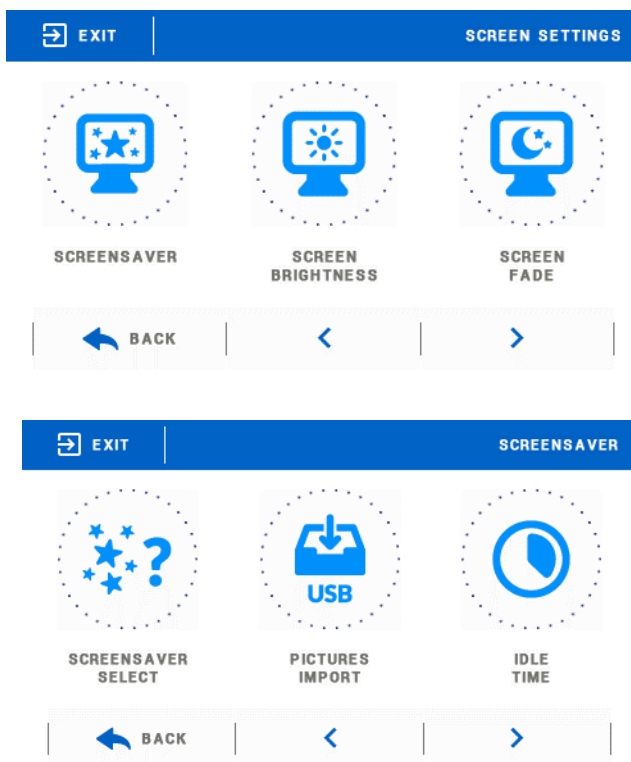 EXIT
SCREEN SETTINGS
SCREENSAVER
SCREEN
BRIGHTNESS
SCREEN
FADE
BACK
EXIT
SCREENSAVER
?
USB
SCREENSAVER
SELECT
PICTURES
IMPORT
IDLE
TIME
BACK